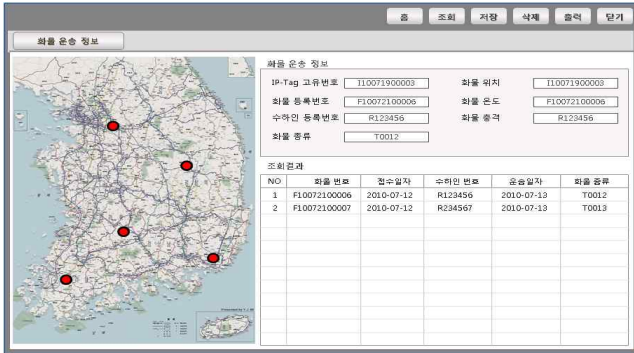 홈 조회 저장 삭제 출력 닫기
화물 운송 정보
화물 운송 정보
IP-Tag 고유번호 I10071900003 화물 위치 I10071900003
화물 등록번호 F10072100006 화물 온도 F10072100006
수하인 등록번호 R123456 화물 충격 R123456
화물 종류 T0012
조회결과
NO 화물 번호 접수일자 수하인 번호 운송일자 화물 종류
1 F10072100006 2010-07-12 R123456 2010-07-13 T0012
2 F10072100007 2010-07-12 R234567 2010-07-13 T0013